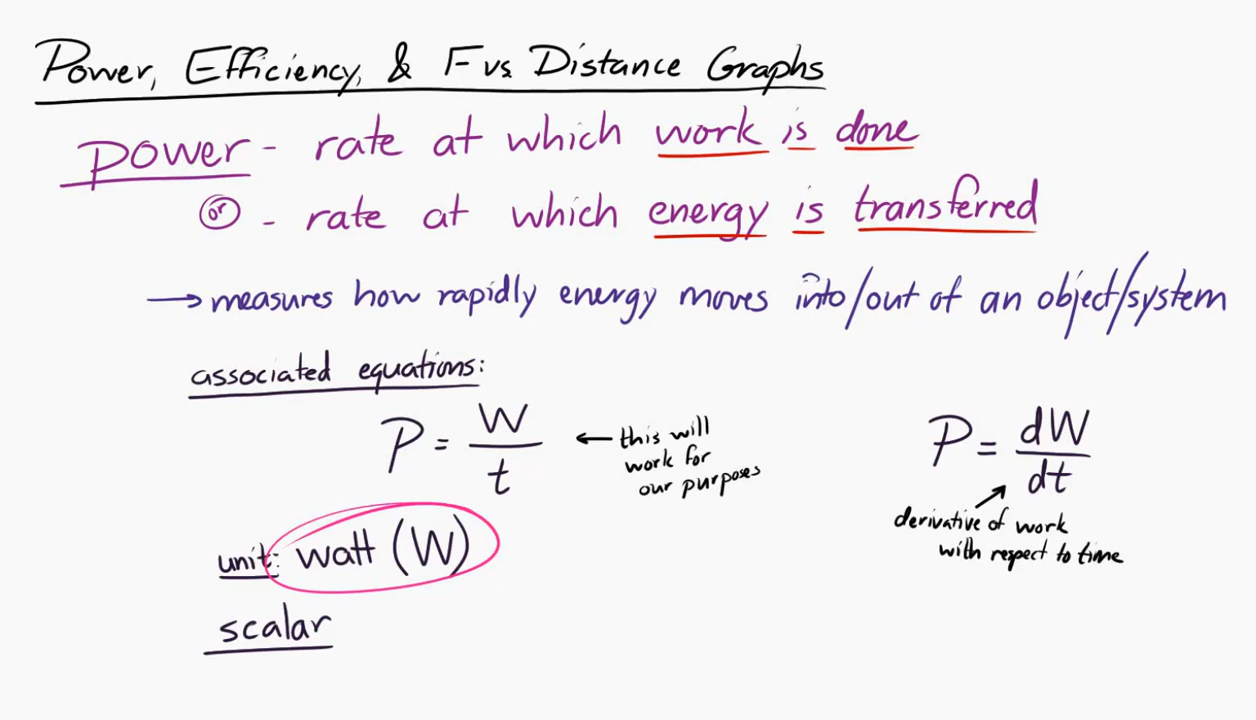 Power, Efficiency, & F vs. Distance Graphs
power - rate at which work is done
or - rate at which energy is transferred
→ measures how rapidly energy moves into/out of an object/system
associated equations:
P = W/t ← this will work for our purposes
P = dW/dt
derivative of work with respect to time
unit: watt (W)
scalar